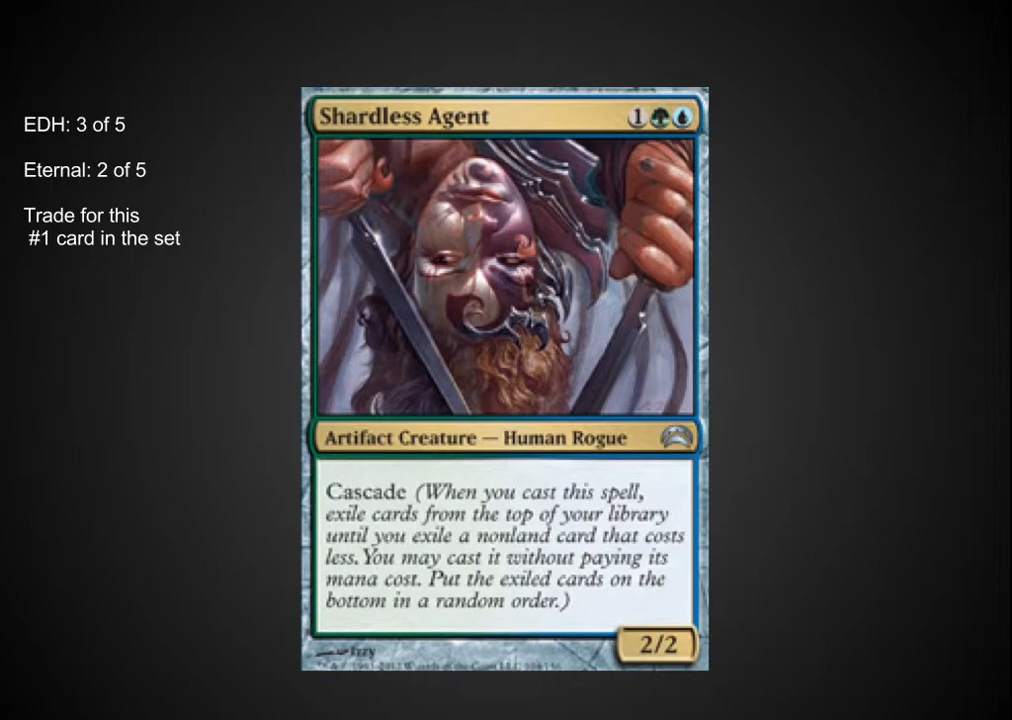 EDH: 3 of 5
Eternal: 2 of 5
Trade for this
#1 card in the set
Shardless Agent
1
Artifact Creature — Human Rogue
Cascade (When you cast this spell,
exile cards from the top of your library
until you exile a nonland card that costs
less. You may cast it without paying its
mana cost. Put the exiled cards on the
bottom in a random order.)
2/2